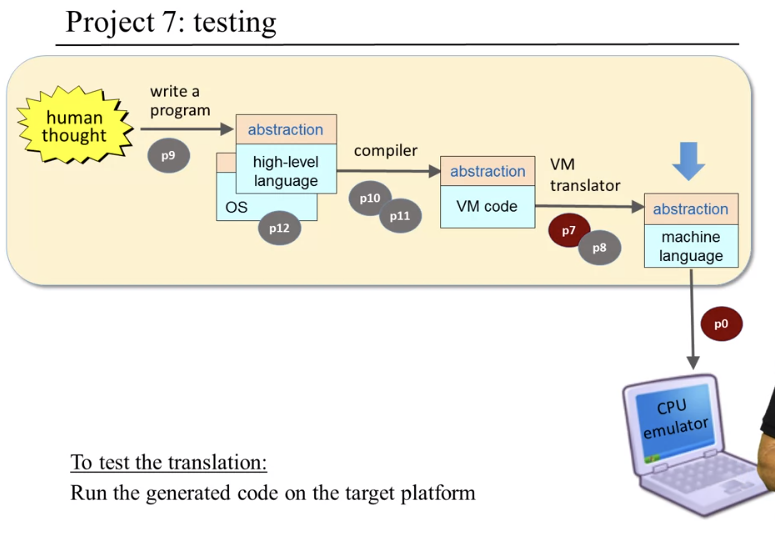 Project 7: testing
human
thought
write a
program
p9
abstraction
high-level
language
OS
p12
compiler
p10
p11
abstraction
VM code
VM
translator
p7
p8
abstraction
machine
language
p0
CPU
emulator
To test the translation:
Run the generated code on the target platform